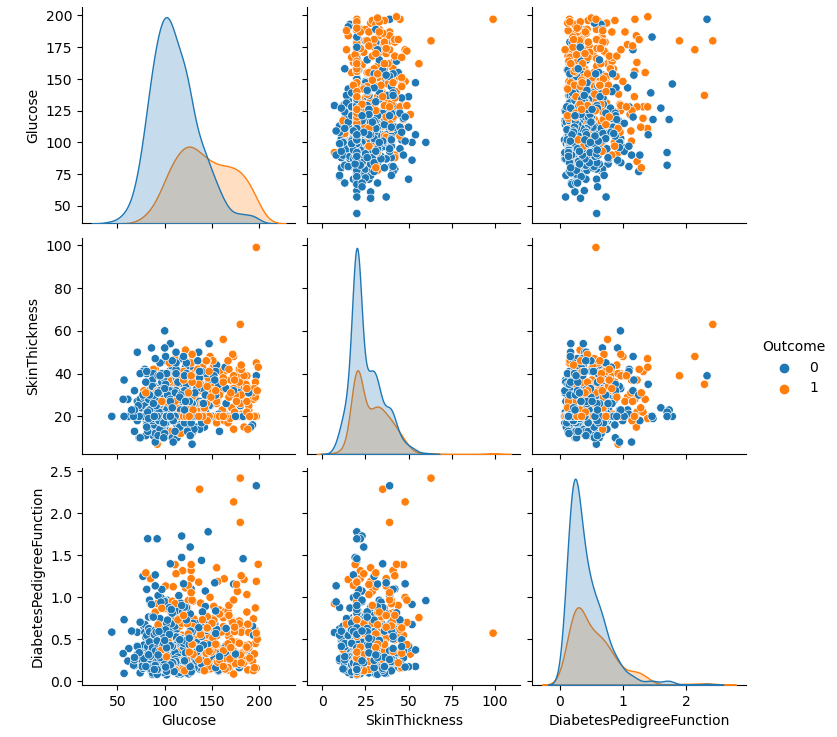 200
175
150
125
100
75
50
Glucose
100
80
60
40
20
SkinThickness
Outcome
0
1
2.5
2.0
1.5
1.0
0.5
0.0
DiabetesPedigreeFunction
50 100 150 200
0 25 50 75 100
0 1 2
Glucose SkinThickness DiabetesPedigreeFunction